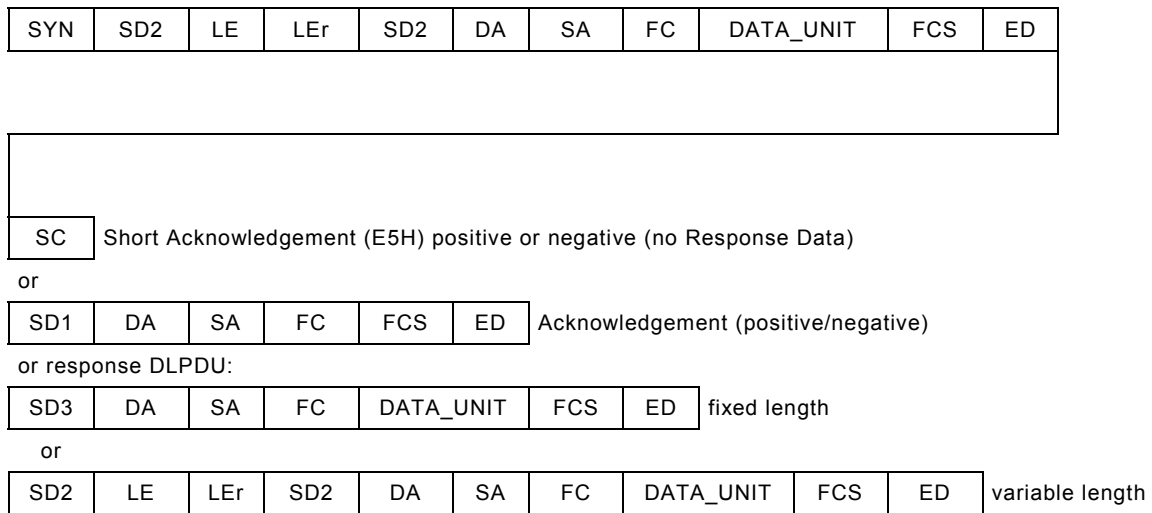 SYN SD2 LE LEr SD2 DA SA FC DATA_UNIT FCS ED
SC Short Acknowledgement (E5H) positive or negative (no Response Data)
or
SD1 DA SA FC FCS ED Acknowledgement (positive/negative)
or response DLPDU:
SD3 DA SA FC DATA_UNIT FCS ED fixed length
or
SD2 LE LEr SD2 DA SA FC DATA_UNIT FCS ED variable length